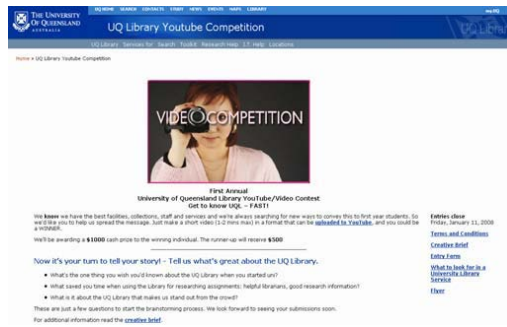 THE UNIVERSITY
OF QUEENSLAND
AUSTRALIA
UQ HOME SEARCH CONTACTS STUDY NEWS EVENTS MAPS LIBRARY
my.UQ
UQ Library Youtube Competition
UQ Libra
UQ Library Services for Search Toolkit Research Help I.T. Help Locations
Home » UQ Library Youtube Competition
VIDEO COMPETITION
First Annual
University of Queensland Library YouTube/Video Contest
Get to know UQL – FAST!
We know we have the best facilities, collections, staff and services and we're always searching for new ways to convey this to first year students. So
we'd like you to help us spread the message. Just make a short video (1-2 mins max) in a format that can be uploaded to YouTube, and you could be
a WINNER.
We'll be awarding a $1000 cash prize to the winning individual. The runner-up will receive $500
Now it's your turn to tell your story! - Tell us what's great about the UQ Library.
What's the one thing you wish you'd known about the UQ Library when you started uni?
What saved you time when using the Library for researching assignments: helpful librarians, good research information?
What is it about the UQ Library that makes us stand out from the crowd?
These are just a few questions to start the brainstorming process. We look forward to seeing your submissions soon.
For additional information read the creative brief.
Entries close
Friday, January 11, 2008
Terms and Conditions
Creative Brief
Entry Form
What to look for in a
University Library
Service
Flyer